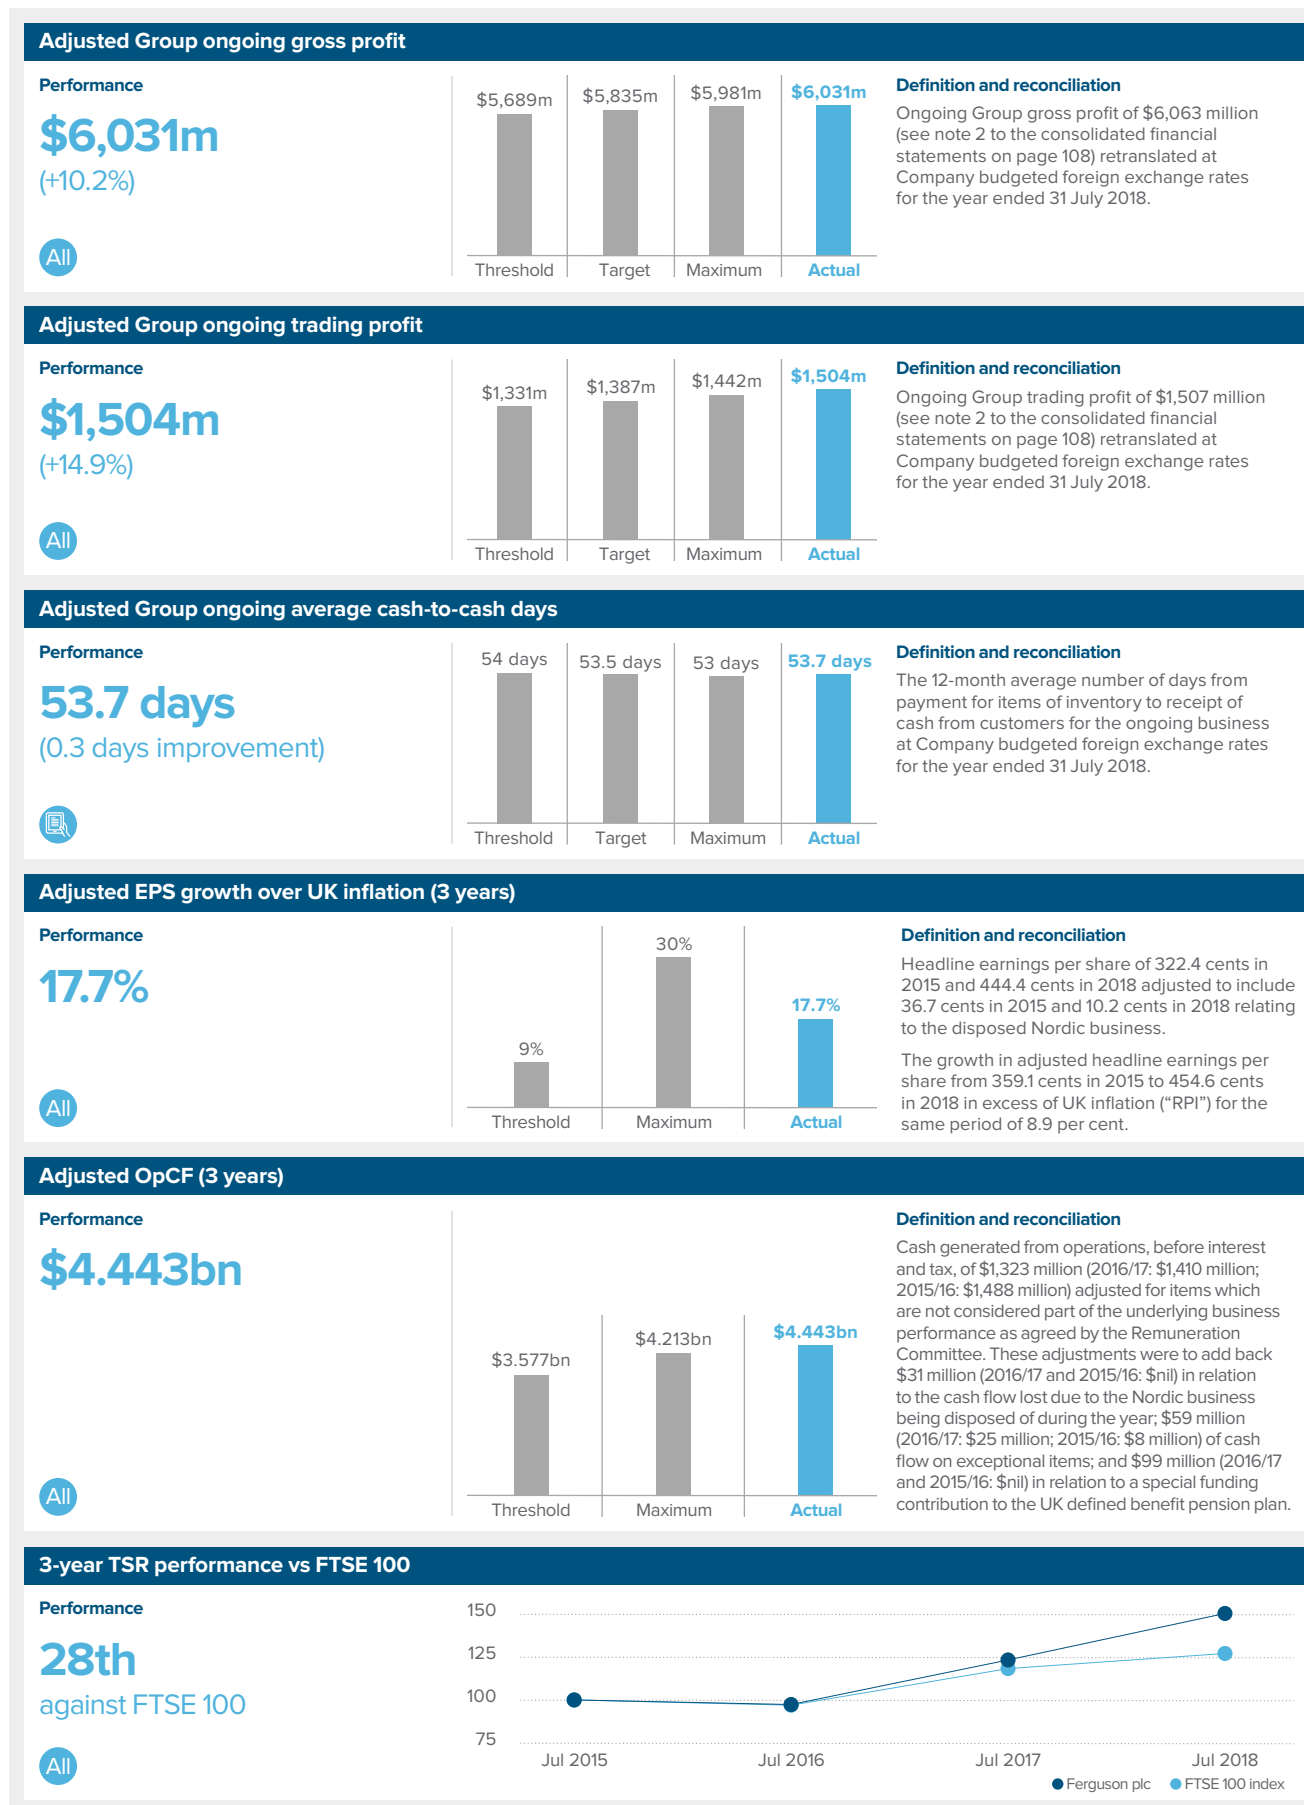 Adjusted Group ongoing gross profit
Performance
$6,031m
(+10.2%)
All
$5,689m
$5,835m
$5,981m
$6,031m
Threshold
Target
Maximum
Actual
Definition and reconciliation
Ongoing Group gross profit of $6,063 million
(see note 2 to the consolidated financial
statements on page 108) retranslated at
Company budgeted foreign exchange rates
for the year ended 31 July 2018.
Adjusted Group ongoing trading profit
Performance
$1,504m
(+14.9%)
All
$1,331m
$1,387m
$1,442m
$1,504m
Threshold
Target
Maximum
Actual
Definition and reconciliation
Ongoing Group trading profit of $1,507 million
(see note 2 to the consolidated financial
statements on page 108) retranslated at
Company budgeted foreign exchange rates
for the year ended 31 July 2018.
Adjusted Group ongoing average cash-to-cash days
Performance
53.7 days
(0.3 days improvement)
54 days
53.5 days
53 days
53.7 days
Threshold
Target
Maximum
Actual
Definition and reconciliation
The 12-month average number of days from
payment for items of inventory to receipt of
cash from customers for the ongoing business
at Company budgeted foreign exchange rates
for the year ended 31 July 2018.
Adjusted EPS growth over UK inflation (3 years)
Performance
17.7%
All
9%
30%
17.7%
Threshold
Maximum
Actual
Definition and reconciliation
Headline earnings per share of 322.4 cents in
2015 and 444.4 cents in 2018 adjusted to include
36.7 cents in 2015 and 10.2 cents in 2018 relating
to the disposed Nordic business.
The growth in adjusted headline earnings per
share from 359.1 cents in 2015 to 454.6 cents
in 2018 in excess of UK inflation (“RPI”) for the
same period of 8.9 per cent.
Adjusted OpCF (3 years)
Performance
$4.443bn
All
$3.577bn
$4.213bn
$4.443bn
Threshold
Maximum
Actual
Definition and reconciliation
Cash generated from operations, before interest
and tax, of $1,323 million (2016/17: $1,410 million;
2015/16: $1,488 million) adjusted for items which
are not considered part of the underlying business
performance as agreed by the Remuneration
Committee. These adjustments were to add back
$31 million (2016/17 and 2015/16: $nil) in relation
to the cash flow lost due to the Nordic business
being disposed of during the year; $59 million
(2016/17: $25 million; 2015/16: $8 million) of cash
flow on exceptional items; and $99 million (2016/17
and 2015/16: $nil) in relation to a special funding
contribution to the UK defined benefit pension plan.
3-year TSR performance vs FTSE 100
Performance
28th
against FTSE 100
All
150
125
100
75
Jul 2015
Jul 2016
Jul 2017
Jul 2018
Ferguson plc
FTSE 100 index